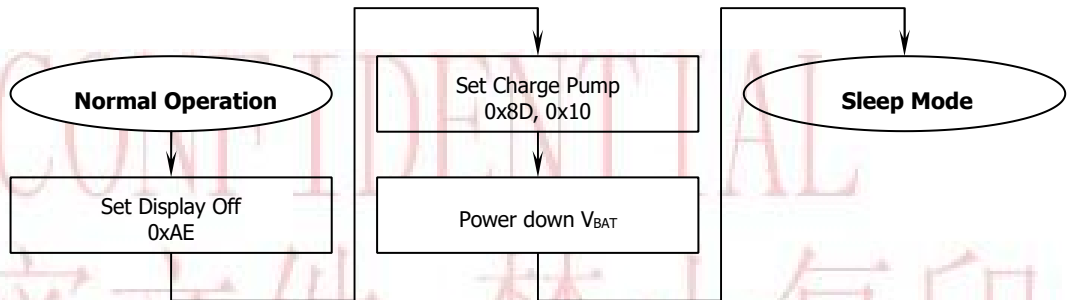 Normal Operation
Set Display Off
0xAE
Set Charge Pump
0x8D, 0x10
Power down VBAT
Sleep Mode
CONFIDENTIAL